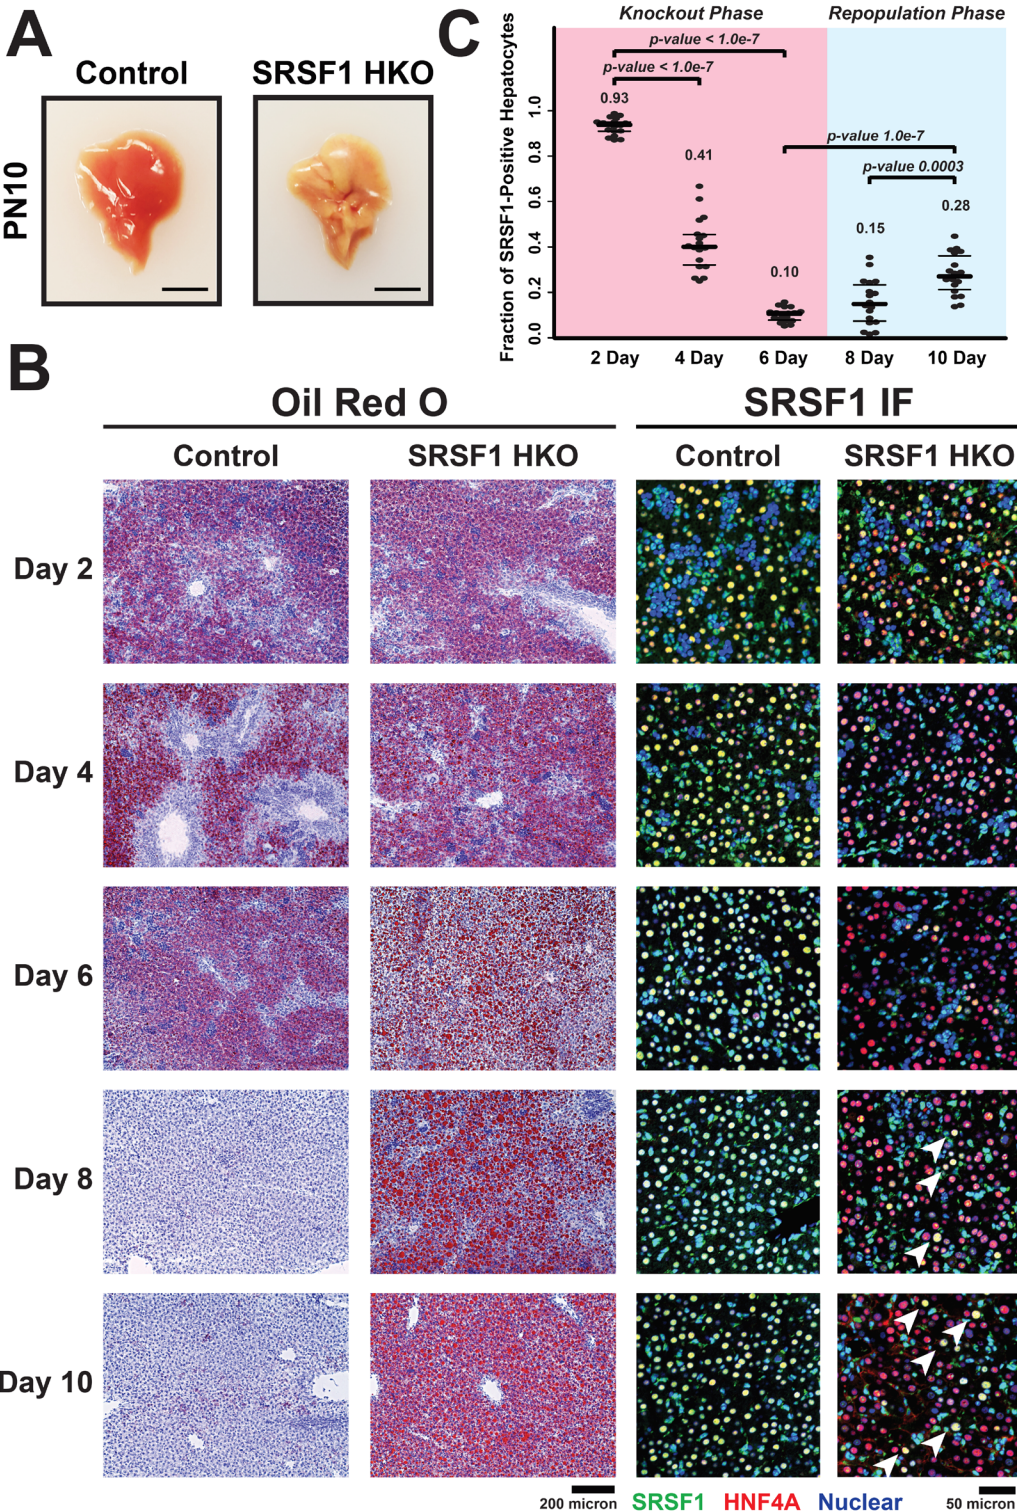 A
Control
SRSF1 HKO
PN10
C
Knockout Phase
Repopulation Phase
Fraction of SRSF1-Positive Hepatocytes
0.0
0.2
0.4
0.6
0.8
1.0
p-value < 1.0e-7
p-value < 1.0e-7
0.93
p-value 1.0e-7
0.41
p-value 0.0003
0.28
0.15
0.10
2 Day
4 Day
6 Day
8 Day
10 Day
B
Oil Red O
SRSF1 IF
Control
SRSF1 HKO
Control
SRSF1 HKO
Day 2
Day 4
Day 6
Day 8
Day 10
200 micron
SRSF1 HNF4A Nuclear
50 micron